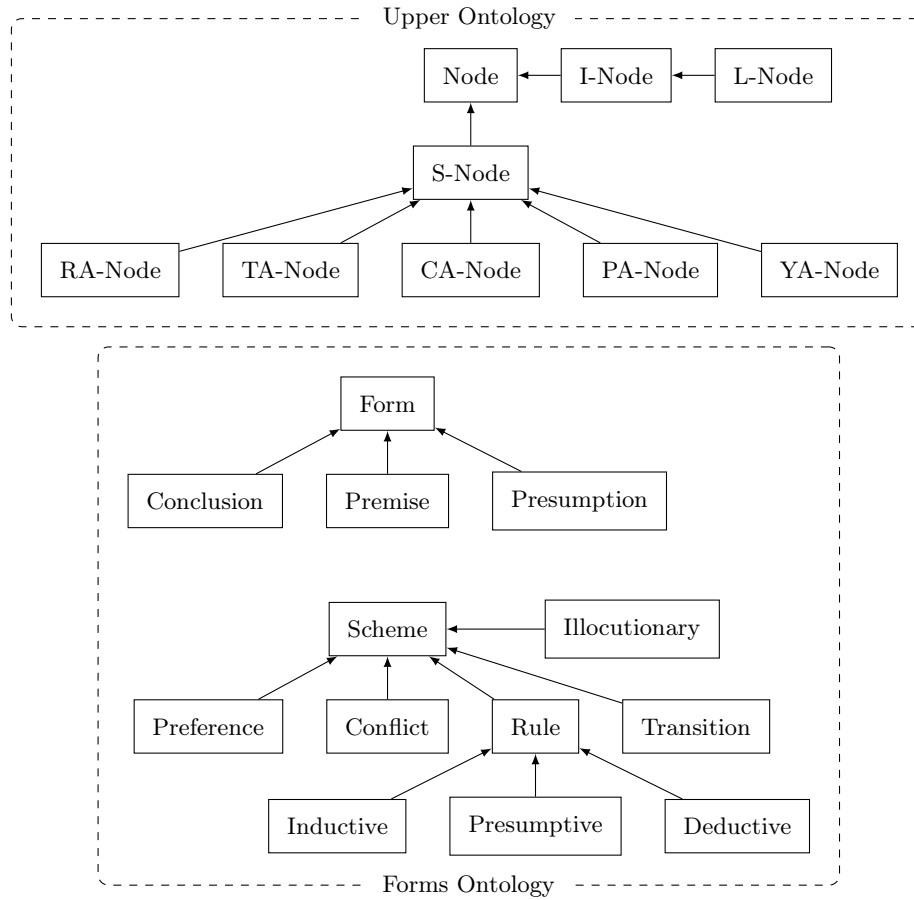 Upper Ontology
Node I-Node L-Node
S-Node
RA-Node TA-Node CA-Node PA-Node YA-Node
Form
Conclusion Premise Presumption
Scheme Illocutionary
Preference Conflict Rule Transition
Inductive Presumptive Deductive
Forms Ontology